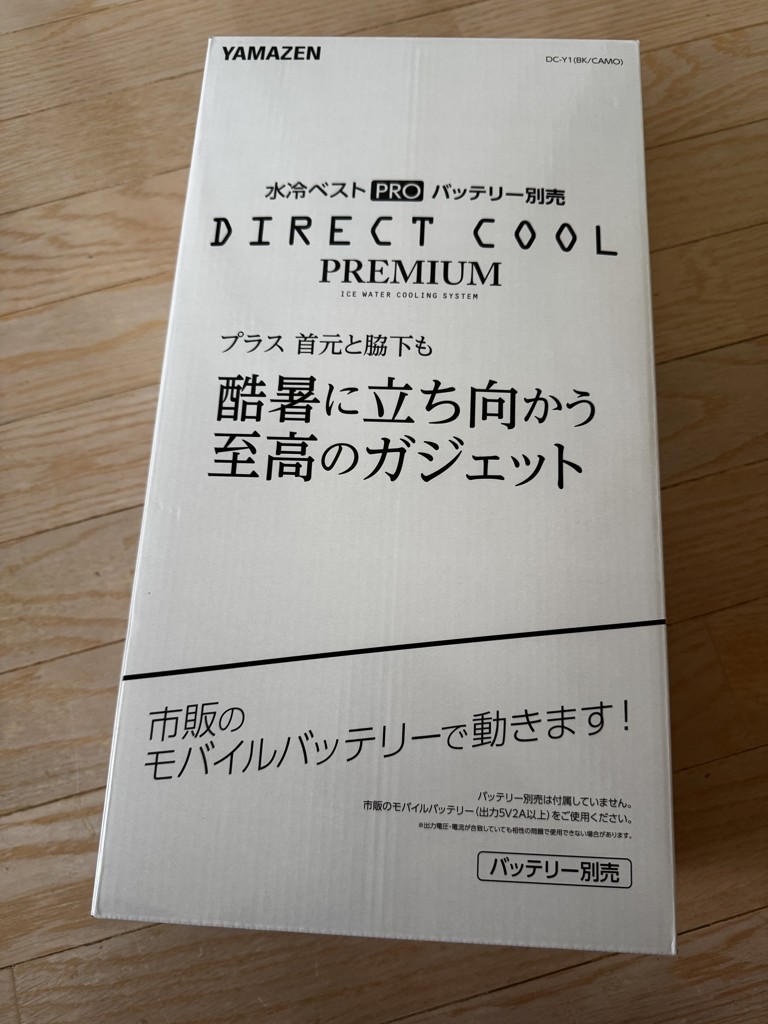 YAMAZEN
DC-Y1(BK/CAMO)
水冷ベスト PRO バッテリー別売
DIRECT COOL
PREMIUM
ICE WATER COOLING SYSTEM
プラス 首元と脇下も
酷暑に立ち向かう
至高のガジェット
市販の
モバイルバッテリーで動きます!
バッテリー別売は付属していません。
市販のモバイルバッテリー(出力5V2A以上)をご使用ください。
※出力電圧・電流が合致していても相性の問題で使用できない場合があります。
バッテリー別売